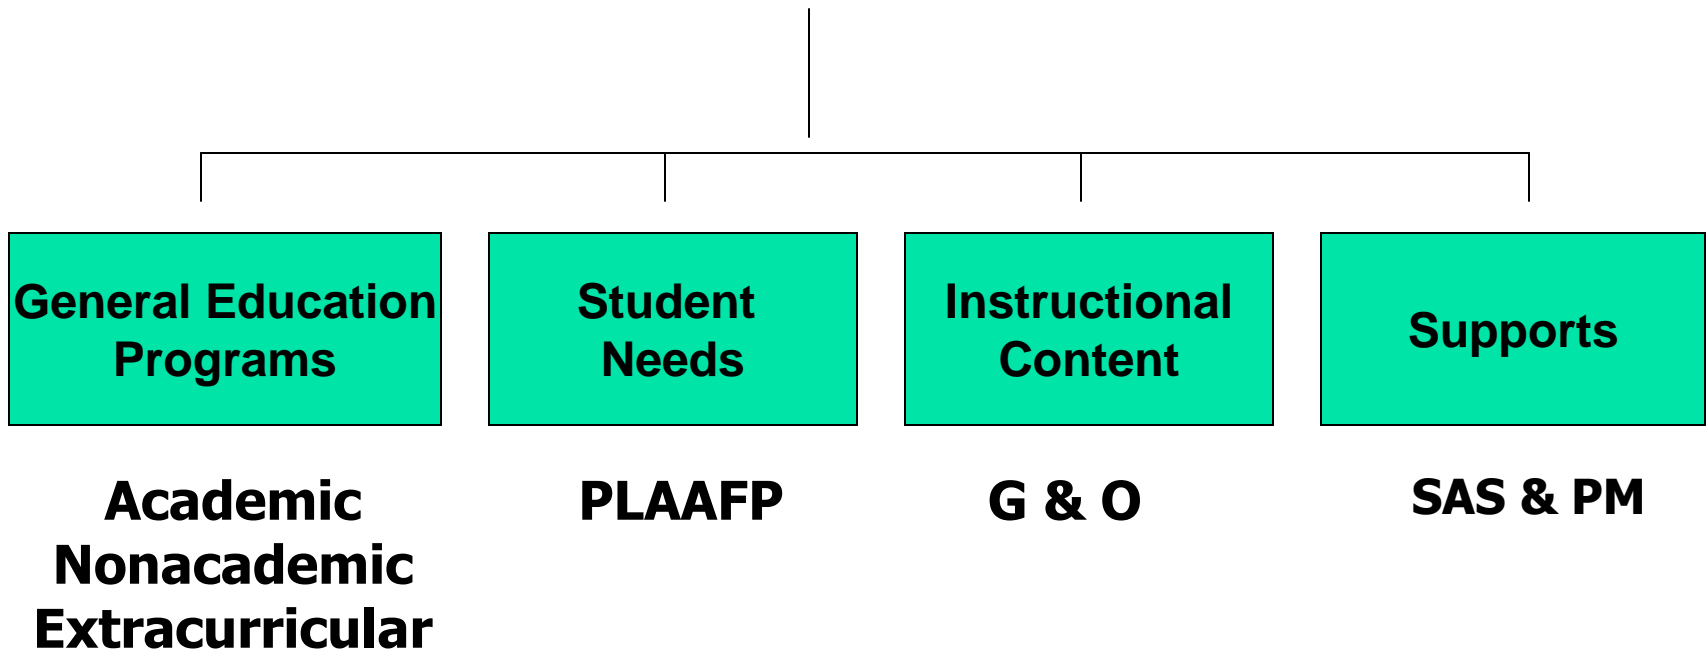 General Education
Programs
Student
Needs
Instructional
Content
Supports
Academic
Nonacademic
Extracurricular
PLAAFP
G & O
SAS & PM